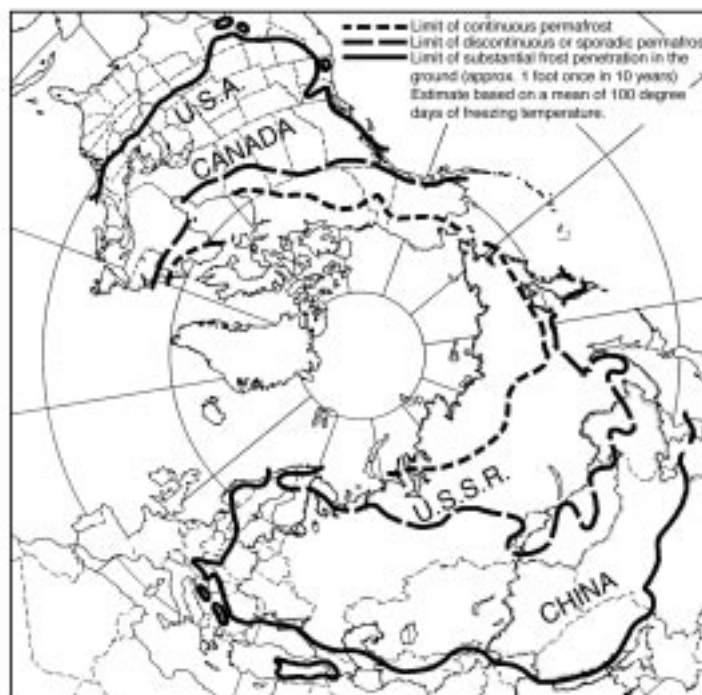 Limit of continuous permafrost
Limit of discontinuous or sporadic permafrost
Limit of substantial frost penetration in the
ground (approx. 1 foot once in 10 years)
Estimate based on a mean of 100 degree
days of freezing temperature.
U.S.A.
CANADA
U.S.S.R.
CHINA